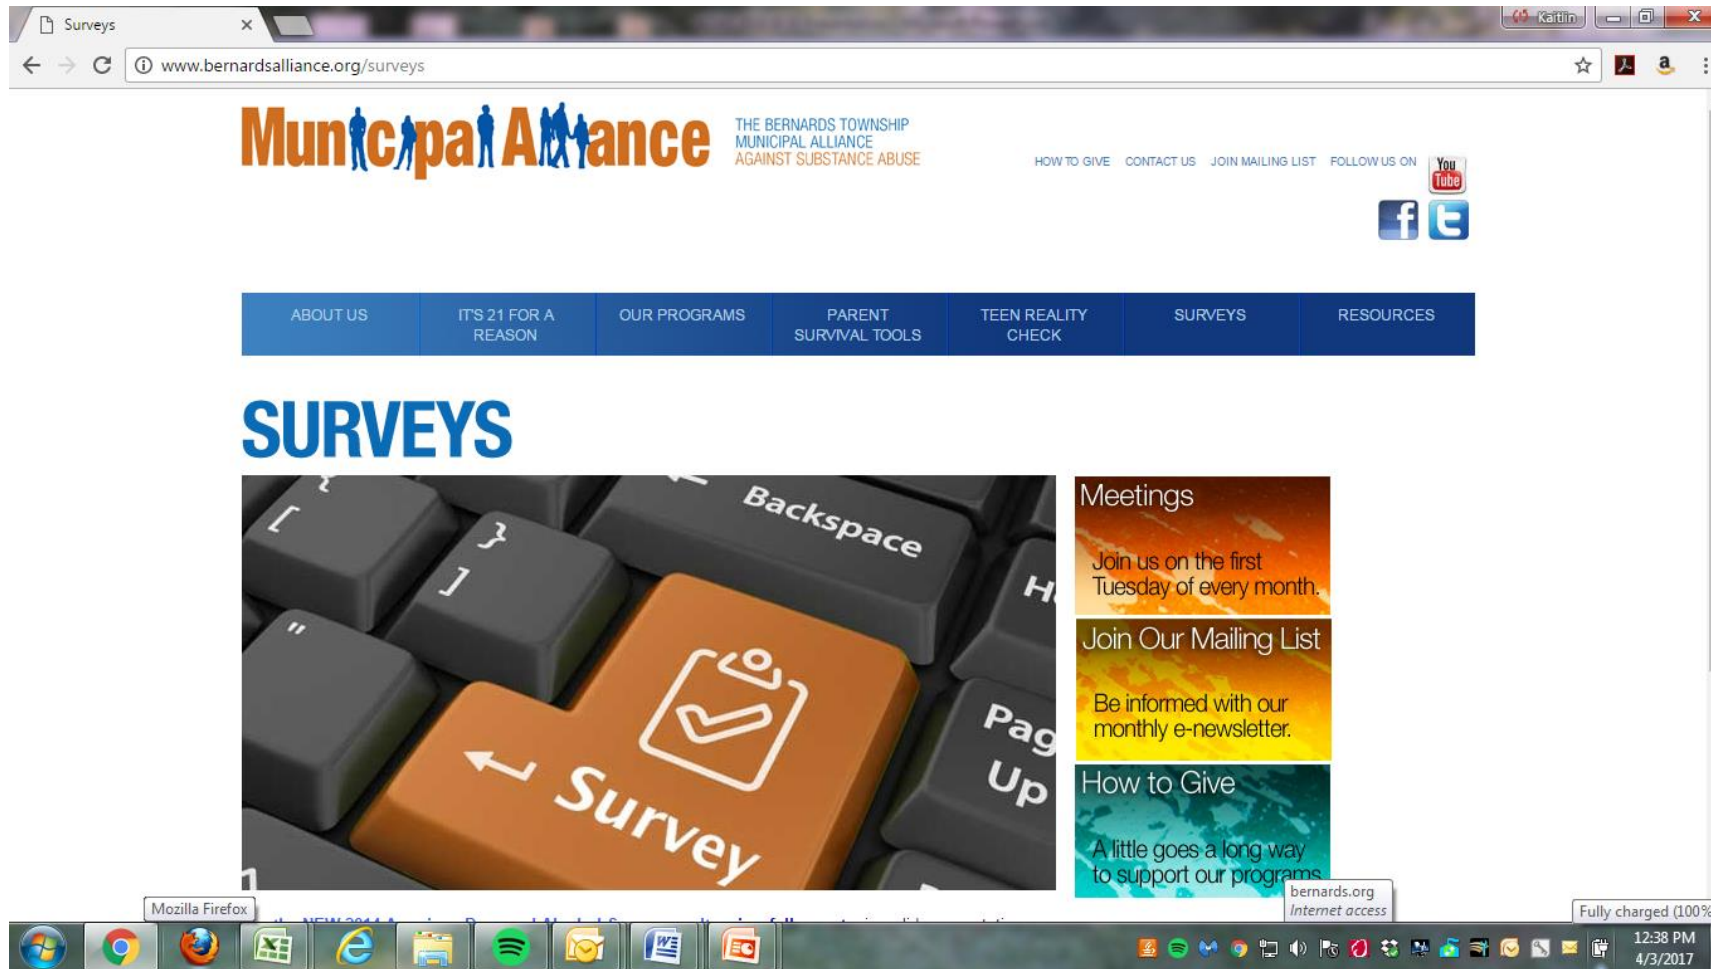 Surveys
Kaitlin
www.bernardsalliance.org/surveys
Municipal Alliance
THE BERNARDS TOWNSHIP
MUNICIPAL ALLIANCE
AGAINST SUBSTANCE ABUSE
HOW TO GIVE CONTACT US JOIN MAILING LIST FOLLOW US ON
You
Tube
ABOUT US
IT'S 21 FOR A
REASON
OUR PROGRAMS
PARENT
SURVIVAL TOOLS
TEEN REALITY
CHECK
SURVEYS
RESOURCES
SURVEYS
{
[
}
]
"
Backspace
Page
Up
Survey
Meetings
Join us on the first
Tuesday of every month.
Join Our Mailing List
Be informed with our
monthly e-newsletter.
How to Give
A little goes a long way
to support our programs
Mozilla Firefox
bernards.org
Internet access
Fully charged (100%
12:38 PM
4/3/2017